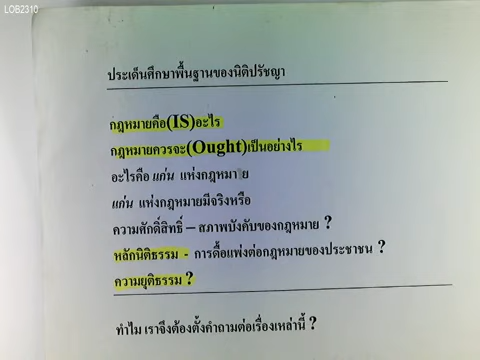 LOB2310
ประเด็นศึกษาพื้นฐานของนิติปรัชญา
กฎหมายคือ(IS)อะไร
กฎหมายควรจะ(Ought)เป็นอย่างไร
อะไรคือ แก่น แห่งกฎหมาย
แก่น แห่งกฎหมายมีจริงหรือ
ความศักดิ์สิทธิ์ – สภาพบังคับของกฎหมาย ?
หลักนิติธรรม - การดื้อแพ่งต่อกฎหมายของประชาชน ?
ความยุติธรรม ?
ทำไม เราจึงต้องตั้งคำถามต่อเรื่องเหล่านี้ ?